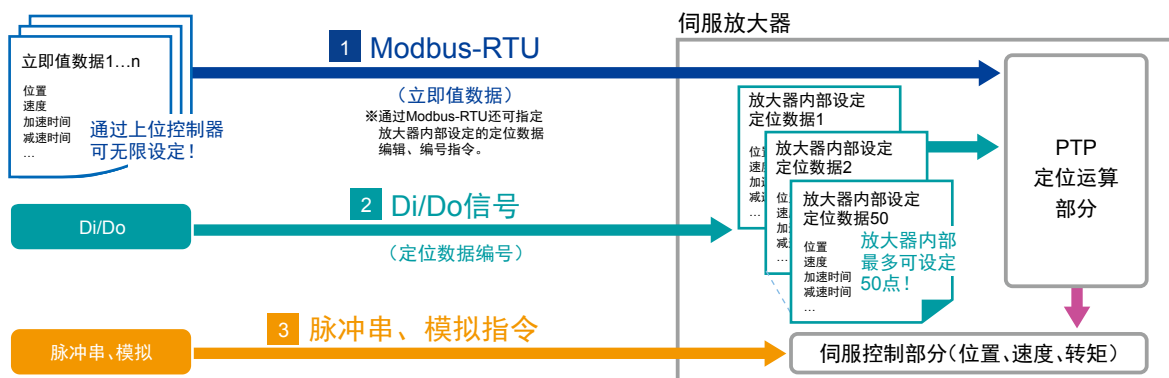 伺服放大器
立即值数据1…n
位置
速度
加速时间
减速时间
…
通过上位控制器
可无限设定！
1 Modbus-RTU
（立即值数据）
※通过Modbus-RTU还可指定
放大器内部设定的定位数据
编辑、编号指令。
放大器内部设定
定位数据1
位
速
加
减
…
放大器内部设定
定位数据2
位
速
加
减
…
放大器内部设定
定位数据50
位置
速度
加速时间
减速时间
…
放大器内部
最多可设定
50点！
PTP
定位运算
部分
Di/Do
2 Di/Do信号
（定位数据编号）
脉冲串、模拟
3 脉冲串、模拟指令
伺服控制部分（位置、速度、转矩）